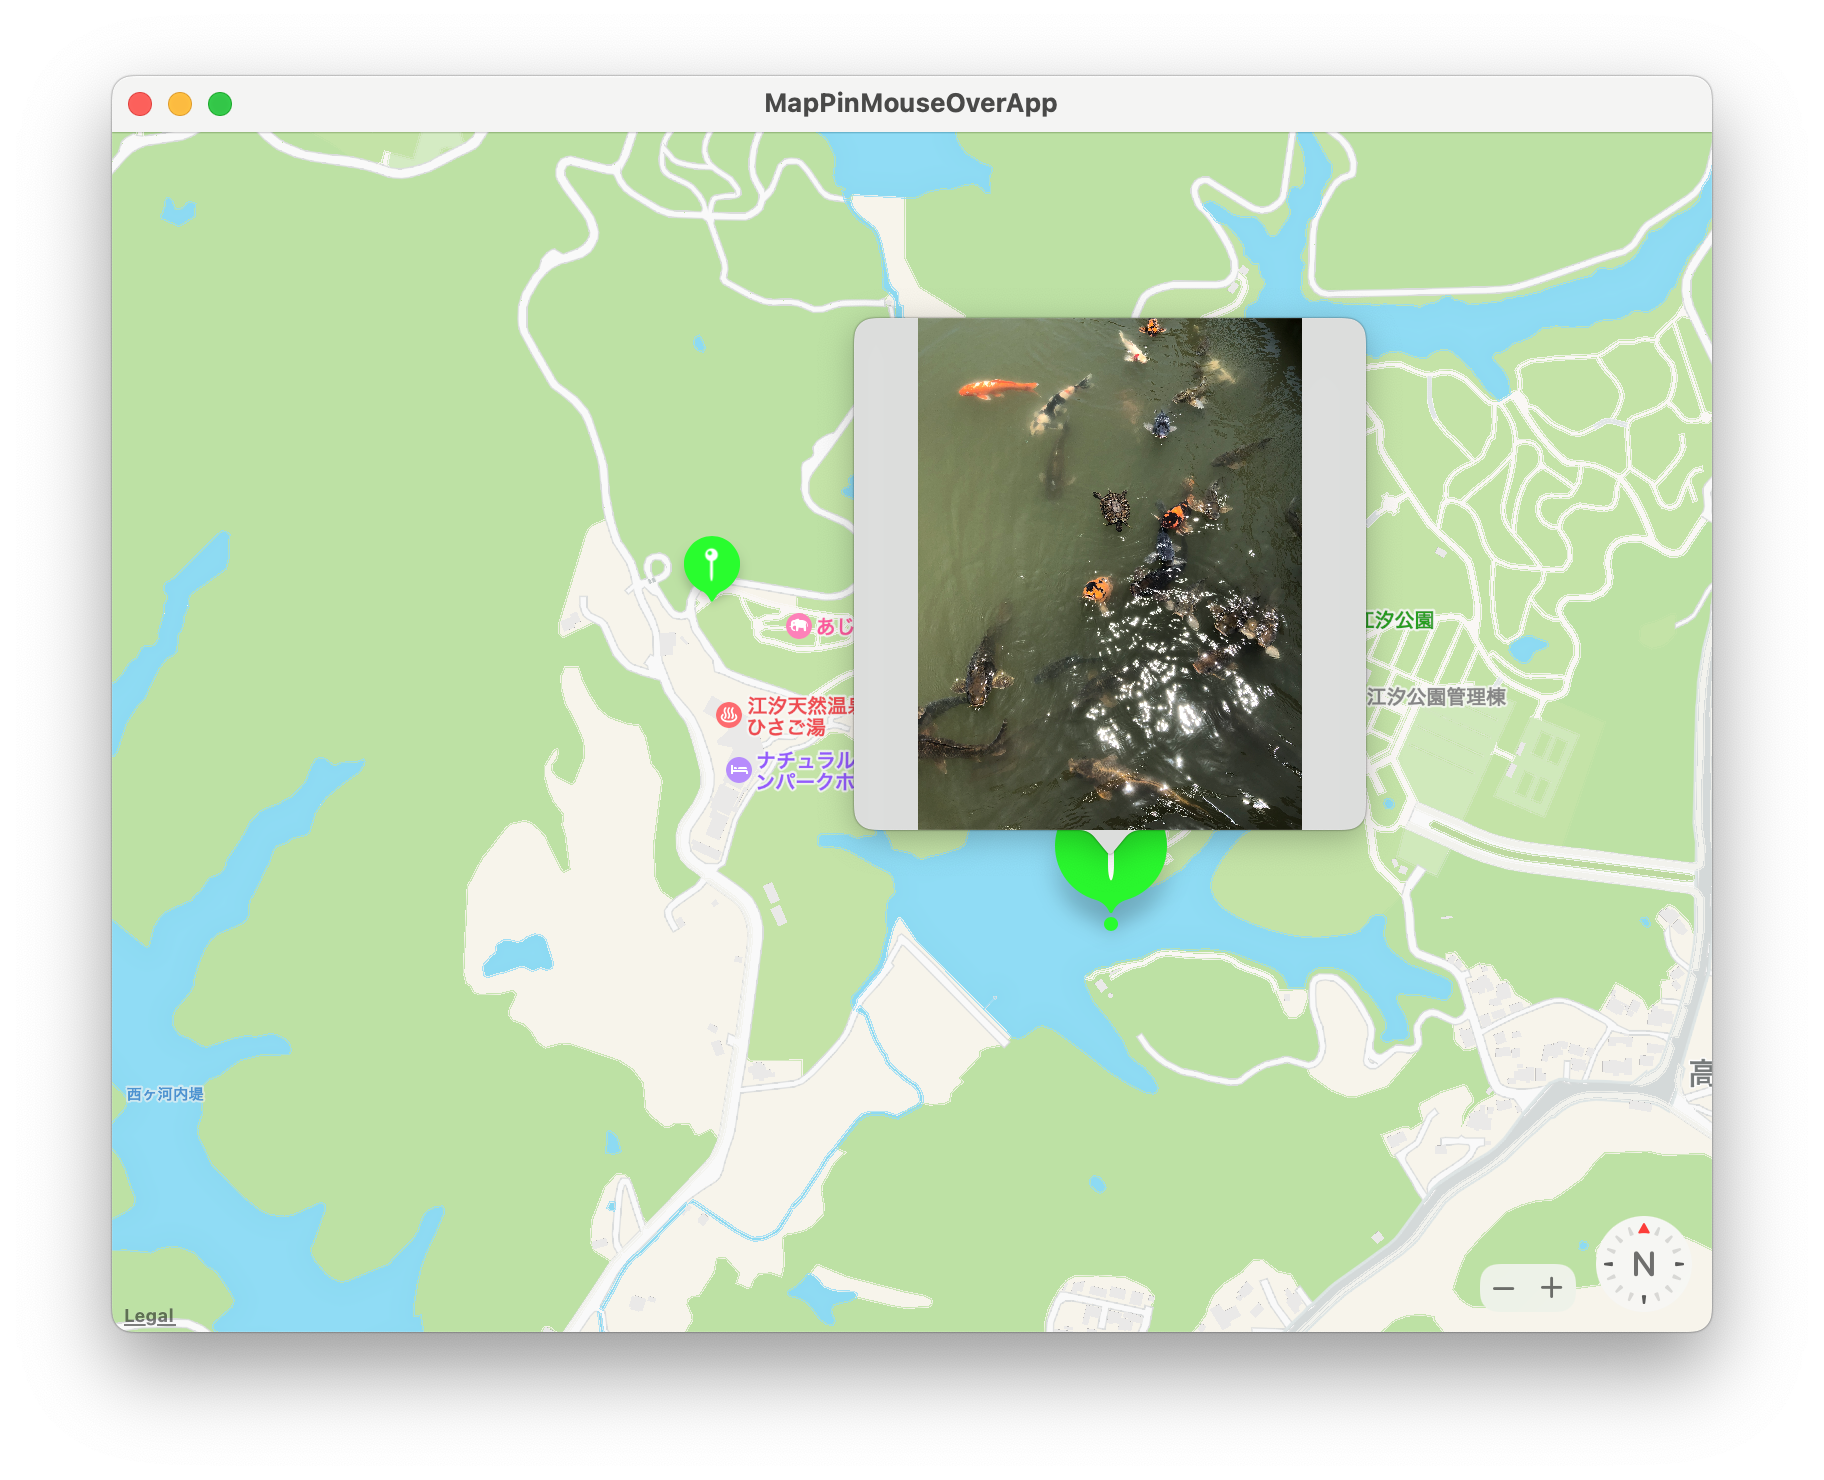 MapPinMouseOverApp
あじ
江汐公園
江汐公園管理棟
江汐天然温泉
ひさご湯
ナチュラル
ンパークホ
高
西ヶ河内堤
N
Legal